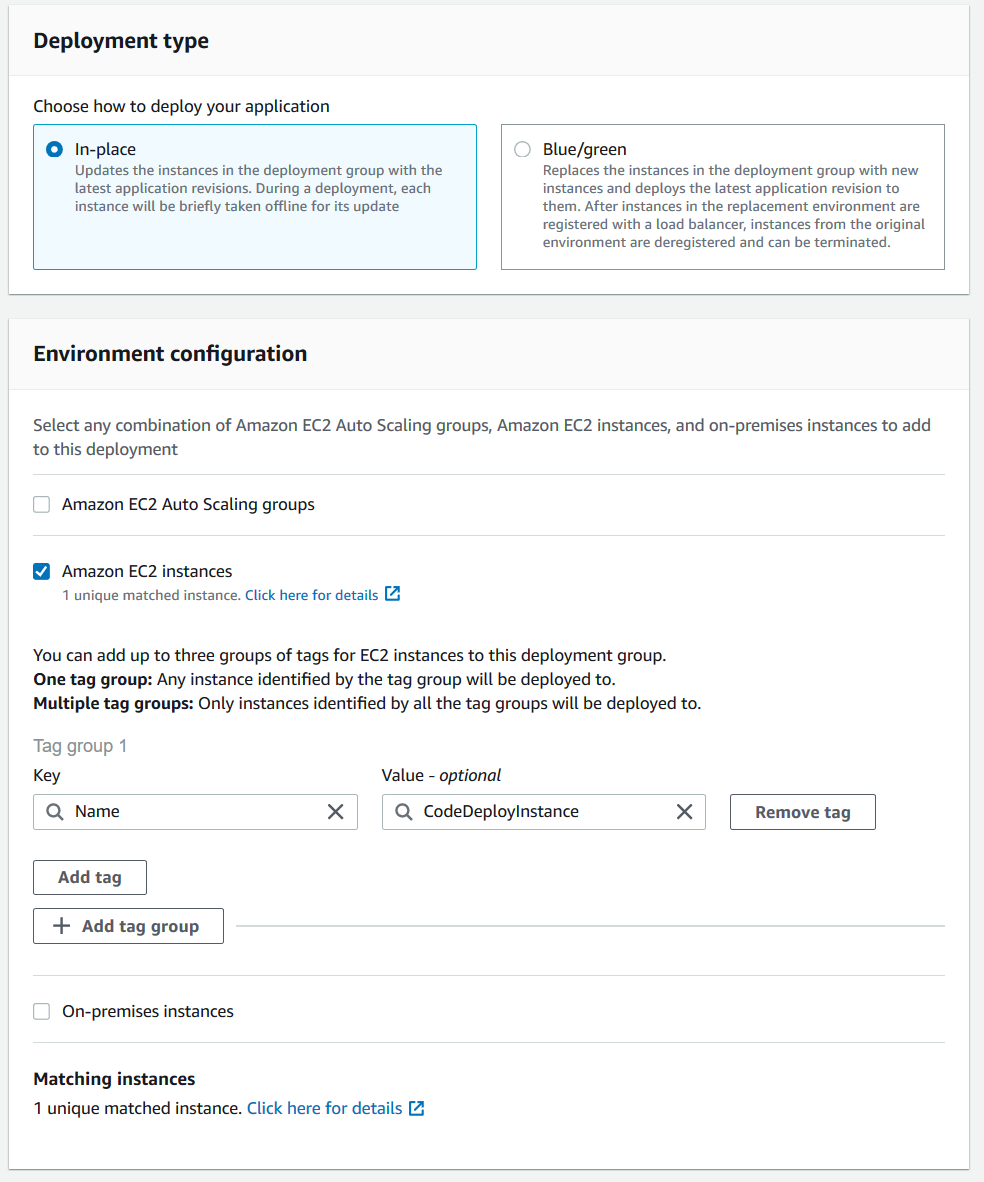 Deployment type
Choose how to deploy your application
In-place
Updates the instances in the deployment group with the
latest application revisions. During a deployment, each
instance will be briefly taken offline for its update
Blue/green
Replaces the instances in the deployment group with new
instances and deploys the latest application revision to
them. After instances in the replacement environment are
registered with a load balancer, instances from the original
environment are deregistered and can be terminated.
Environment configuration
Select any combination of Amazon EC2 Auto Scaling groups, Amazon EC2 instances, and on-premises instances to add
to this deployment
Amazon EC2 Auto Scaling groups
Amazon EC2 instances
1 unique matched instance. Click here for details
You can add up to three groups of tags for EC2 instances to this deployment group.
One tag group: Any instance identified by the tag group will be deployed to.
Multiple tag groups: Only instances identified by all the tag groups will be deployed to.
Tag group 1
Key
Value - optional
Name
CodeDeployInstance
Remove tag
Add tag
Add tag group
On-premises instances
Matching instances
1 unique matched instance. Click here for details